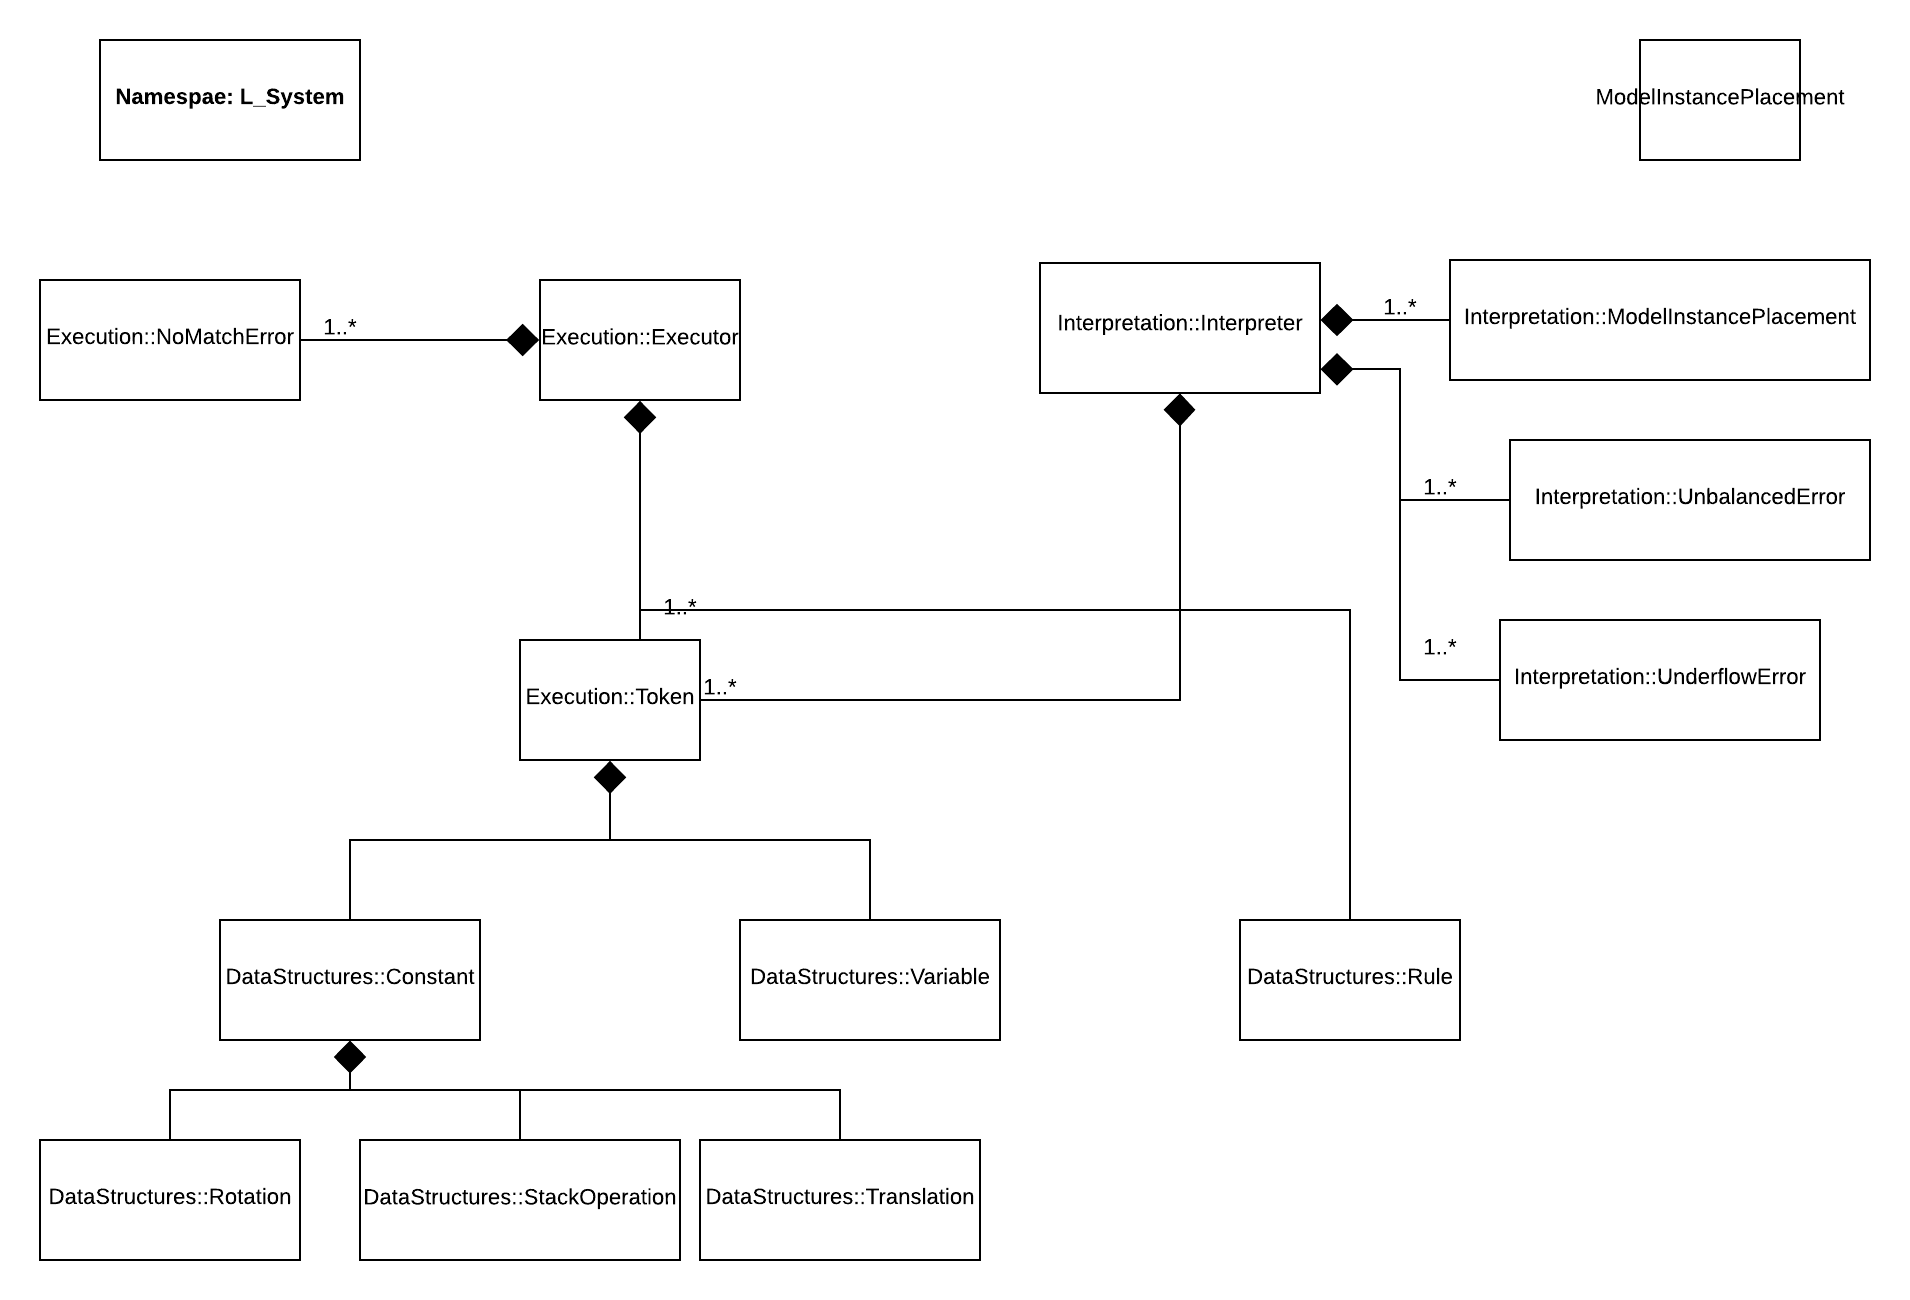 Namespae: L_System
ModelInstancePlacement
Execution::NoMatchError
1..*
Execution::Executor
Interpretation::Interpreter
1..*
Interpretation::ModelInstancePlacement
1..*
Interpretation::UnbalancedError
1..*
1..*
Interpretation::UnderflowError
Execution::Token
1..*
DataStructures::Constant
DataStructures::Variable
DataStructures::Rule
DataStructures::Rotation
DataStructures::StackOperation
DataStructures::Translation